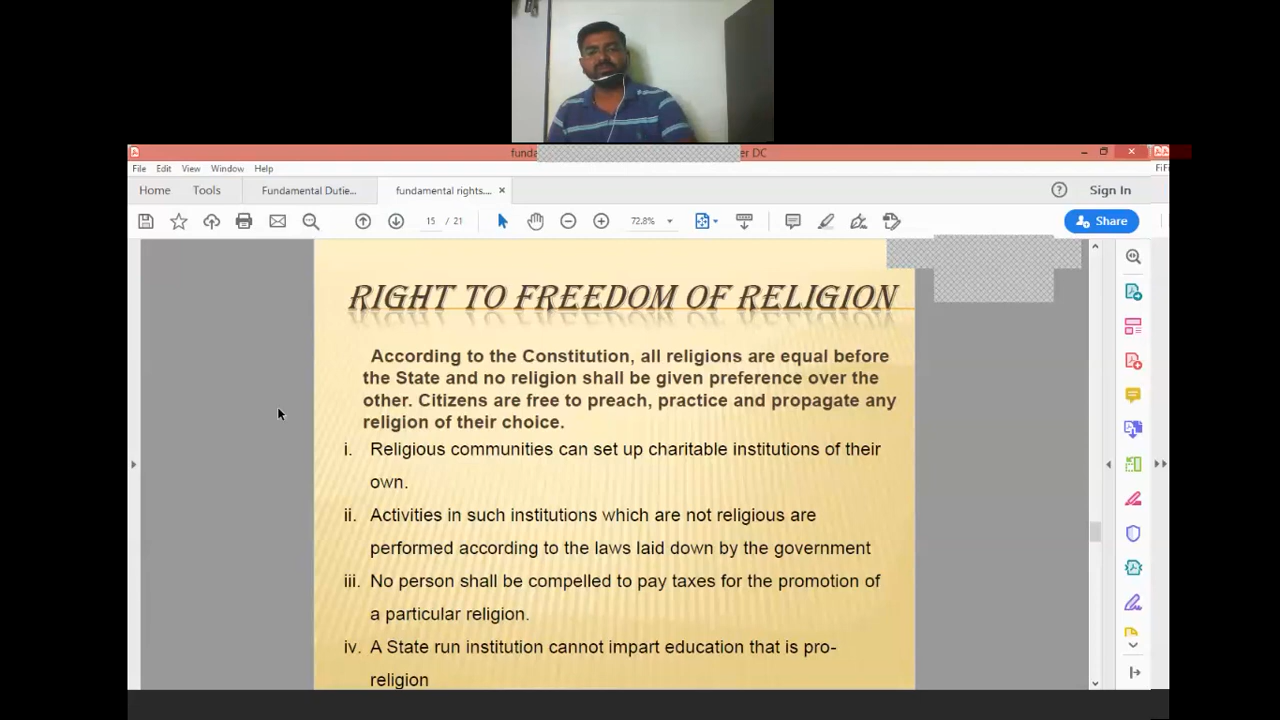 funda er DC
File Edit View Window Help
FiFi
Home Tools Fundamental Dutie... fundamental rights.... Sign In
15 / 21 72.8% Share
RIGHT TO FREEDOM OF RELIGION
According to the Constitution, all religions are equal before
the State and no religion shall be given preference over the
other. Citizens are free to preach, practice and propagate any
religion of their choice.
i. Religious communities can set up charitable institutions of their
own.
ii. Activities in such institutions which are not religious are
performed according to the laws laid down by the government
iii. No person shall be compelled to pay taxes for the promotion of
a particular religion.
iv. A State run institution cannot impart education that is pro-
religion